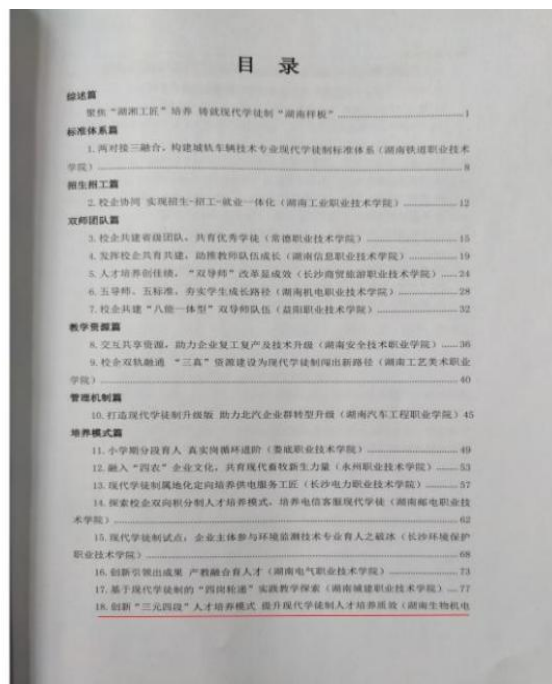 目 录
综述篇
聚焦“湖湘工匠”培养 铸就现代学徒制“湖南样板”……1
标准体系篇
1.两对接三融合，构建城轨车辆技术专业现代学徒制标准体系（湖南铁道职业技术
学院）……8
招生招工篇
2.校企协同 实现招生-招工-就业一体化（湖南工业职业技术学院）……12
双师团队篇
3.校企共建省级团队，共育优秀学徒（常德职业技术学院）……15
4.发挥校企共育共建，助推教师队伍成长（湖南信息职业技术学院）……19
5.人才培养创佳绩，“双导师”改革显成效（长沙商贸旅游职业技术学院）……24
6.五导师、五标准，夯实学生成长路径（湖南机电职业技术学院）……28
7.校企共建“八能一体型”双导师队伍（益阳职业技术学院）……32
教学资源篇
8.交互共享资源，助力企业复工复产及技术升级（湖南安全技术职业学院）……36
9.校企双轨融通 “三真”资源建设为现代学徒制闯出新路径（湖南工艺美术职业
学院）……40
管理机制篇
10.打造现代学徒制升级版 助力北汽企业群转型升级（湖南汽车工程职业学院）45
培养模式篇
11.小学期分段育人 真实岗循环进阶（娄底职业技术学院）……49
12.融入“四农”企业文化，共育现代畜牧新生力量（永州职业技术学院）……53
13.现代学徒制属地化定向培养供电服务工匠（长沙电力职业技术学院）……57
14.探索校企双向积分制人才培养模式，培养电信客服现代学徒（湖南邮电职业技
术学院）……62
15.现代学徒制试点：企业主体参与环境监测技术专业育人之破冰（长沙环境保护
职业技术学院）……68
16.创新引领出成果 产教融合育人才（湖南电气职业技术学院）……73
17.基于现代学徒制的“四岗轮递”实践教学探索（湖南城建职业技术学院）……77
18.创新“三元四段”人才培养模式 提升现代学徒制人才培养质效（湖南生物机电